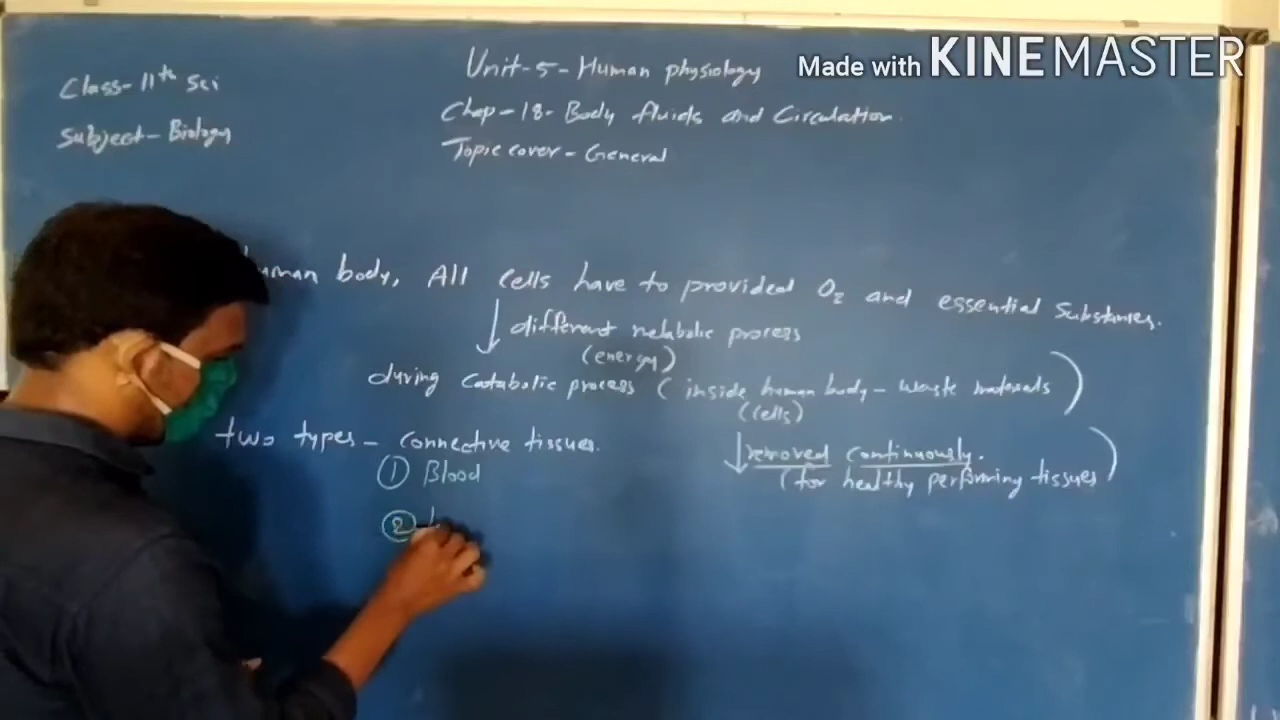 Made with KINEMASTER
Class-11th Sci
Subject-Biology
Unit-5-Human physiology
Chap-18-Body fluids and Circulation
Topic cover-General
human body, All cells have to provided O2 and essential substances.
different metabolic process
(energy)
during Catabolic process (inside human body - waste materials)
(cells)
two types - Connective tissues.
removed continuously.
(for healthy performing tissues)
① Blood
②